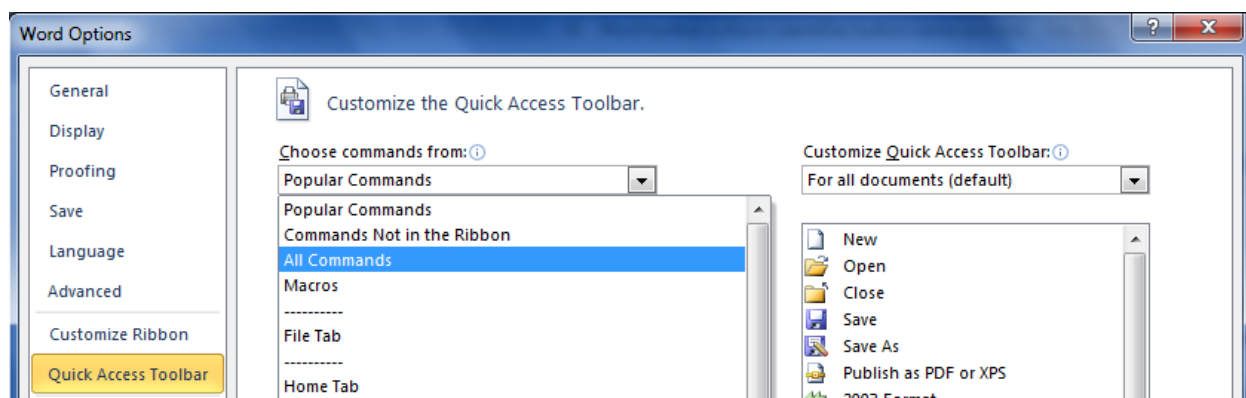 Word Options
?
X
General
Display
Proofing
Save
Language
Advanced
Customize Ribbon
Quick Access Toolbar
Customize the Quick Access Toolbar.
Choose commands from:
Popular Commands
Popular Commands
Commands Not in the Ribbon
All Commands
Macros
----------
File Tab
----------
Home Tab
Customize Quick Access Toolbar:
For all documents (default)
New
Open
Close
Save
Save As
Publish as PDF or XPS